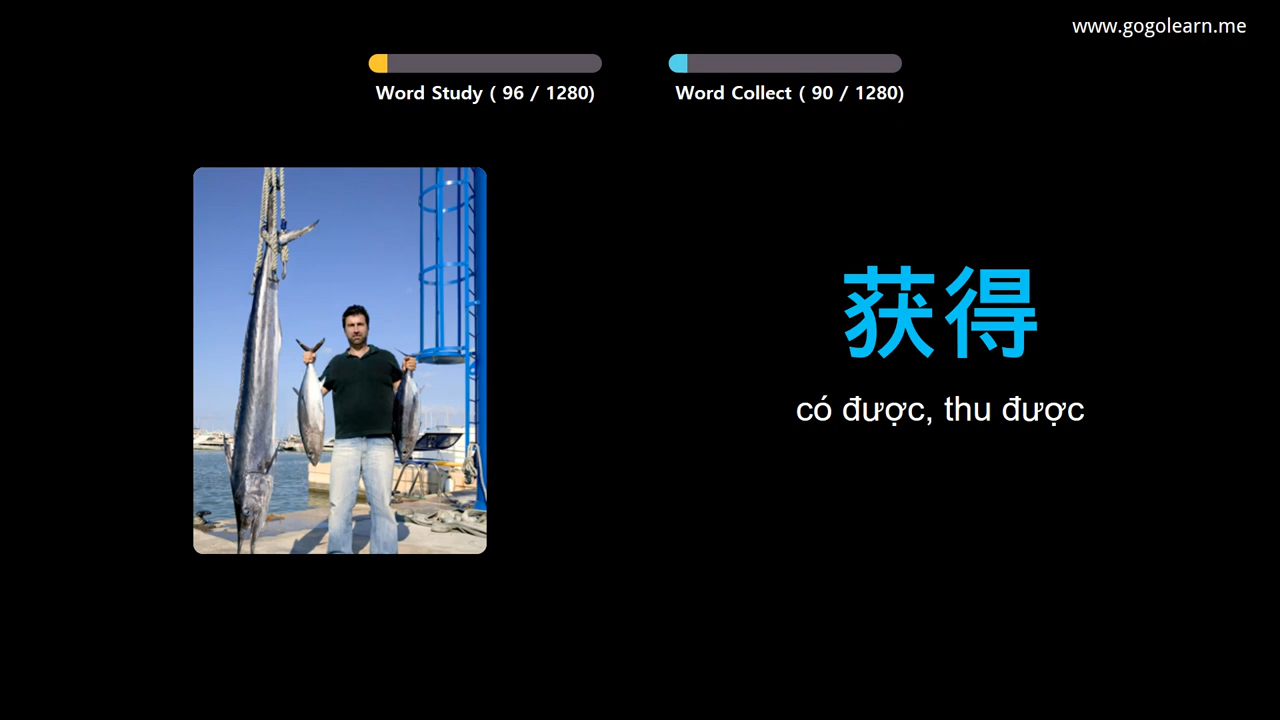 www.gogolearn.me
Word Study ( 96 / 1280)
Word Collect ( 90 / 1280)
获得
có được, thu được